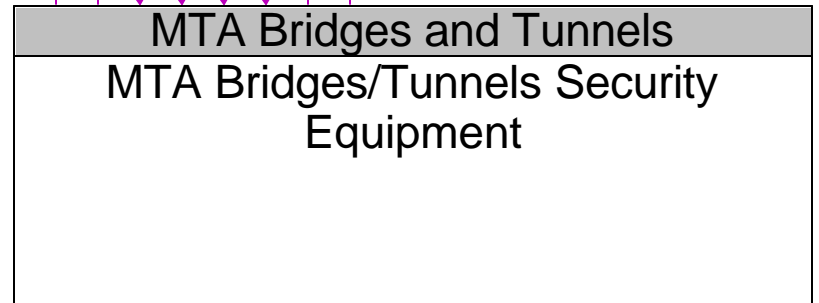 MTA Bridges and Tunnels
MTA Bridges/Tunnels Security
Equipment